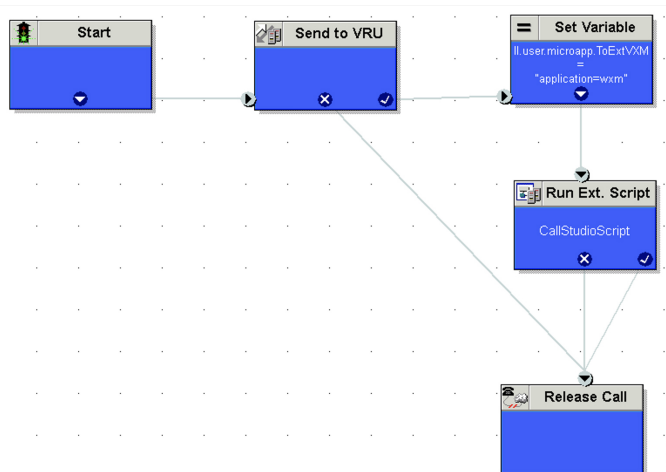 Start
Send to VRU
Set Variable
ll.user.microapp.ToExtVXM
=
"application=wxm"
Run Ext. Script
CallStudioScript
Release Call